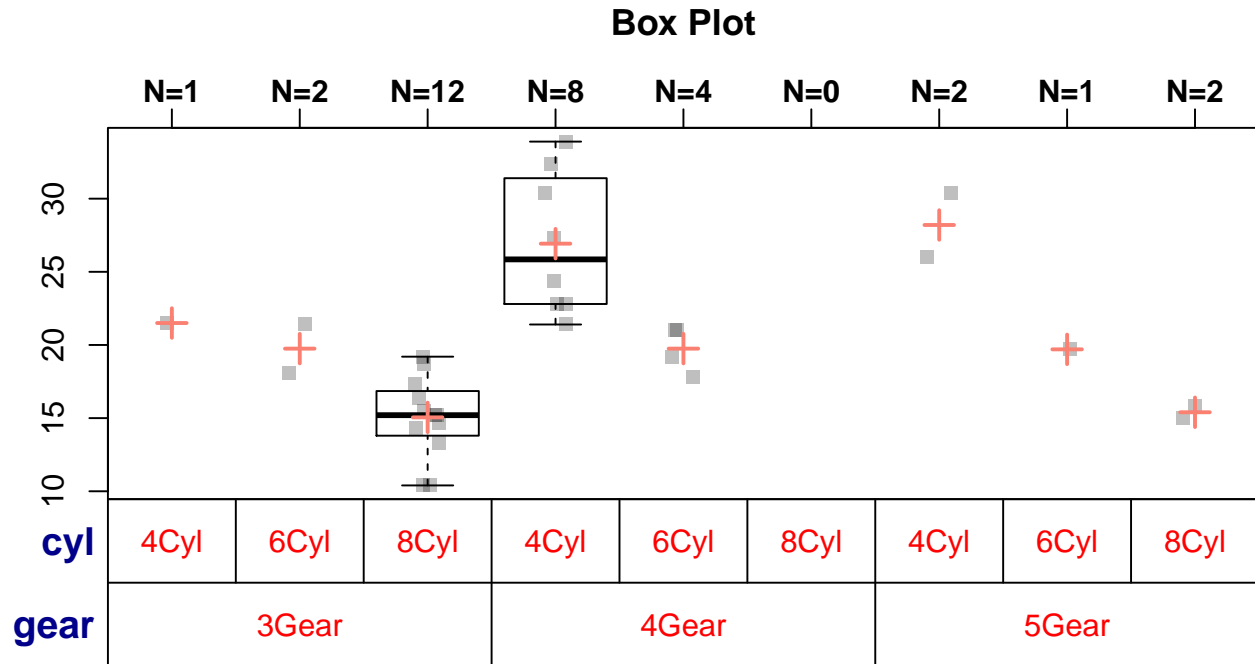 Box Plot
N=1 N=2 N=12 N=8 N=4 N=0 N=2 N=1 N=2
30
25
20
15
10
cyl 4Cyl 6Cyl 8Cyl 4Cyl 6Cyl 8Cyl 4Cyl 6Cyl 8Cyl
gear 3Gear 4Gear 5Gear